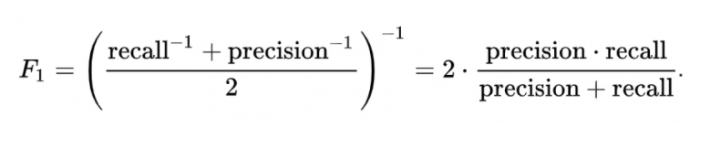 F₁ = ( (recall⁻¹ + precision⁻¹) / 2 )⁻¹ = 2 · (precision · recall) / (precision + recall).